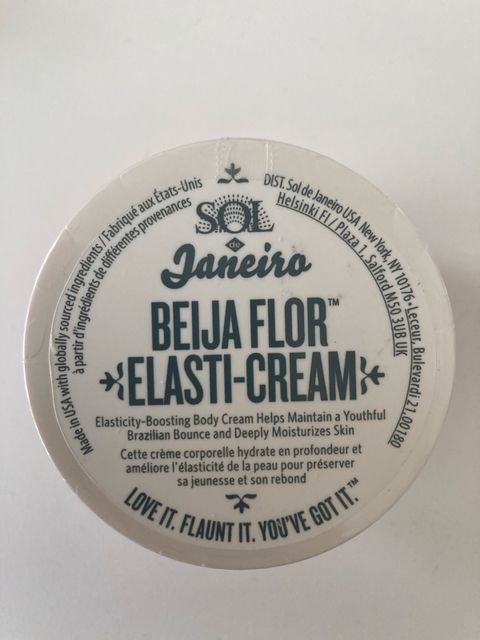 Made in USA with globally sourced ingredients / Fabriqué aux États-Unis
à partir d'ingrédients de différentes provenances
DIST. Sol de Janeiro USA New York, NY 10176 • Leceur, Bulevardi 21, 00180
Helsinki FI / Plaza 1, Salford M50 3UB UK
SOL
de
Janeiro
BEIJA FLOR™
ELASTI-CREAM
Elasticity-Boosting Body Cream Helps Maintain a Youthful
Brazilian Bounce and Deeply Moisturizes Skin
Cette crème corporelle hydrate en profondeur et
améliore l'élasticité de la peau pour préserver
sa jeunesse et son rebond
LOVE IT. FLAUNT IT. YOU'VE GOT IT.™